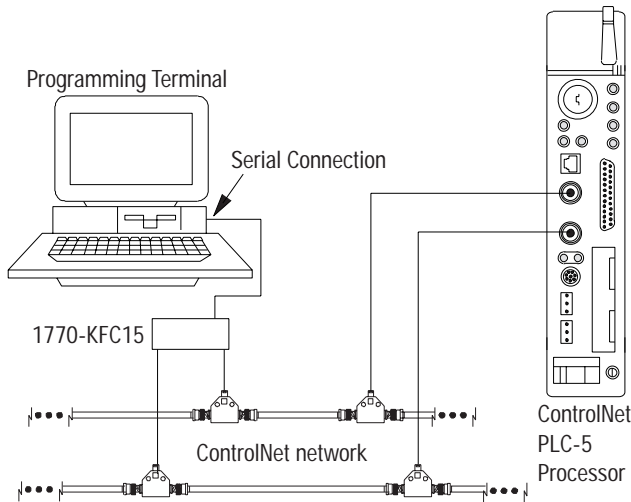 Programming Terminal
Serial Connection
1770-KFC15
ControlNet network
ControlNet
PLC-5
Processor